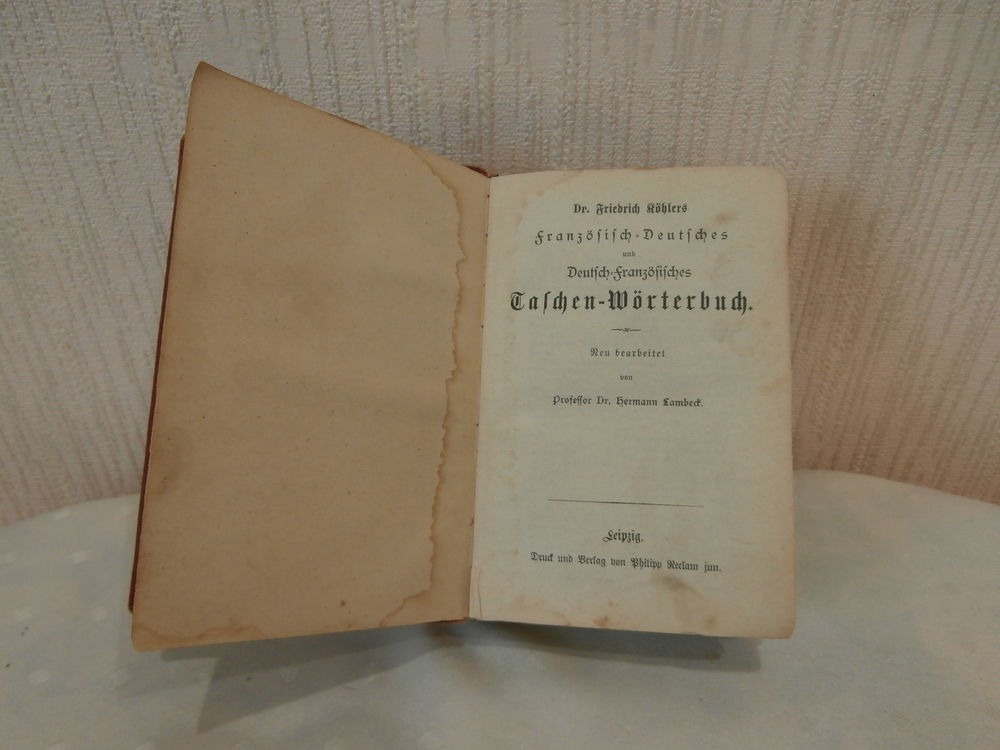 Dr. Friedrich Köhlers
Französiſch-Deutſches
und
Deutſch-Französiſches
Taſchen-Wörterbuch.
Neu bearbeitet
von
Profeſſor Dr. Hermann Lambeck.
Leipzig.
Druck und Verlag von Philipp Reclam jun.